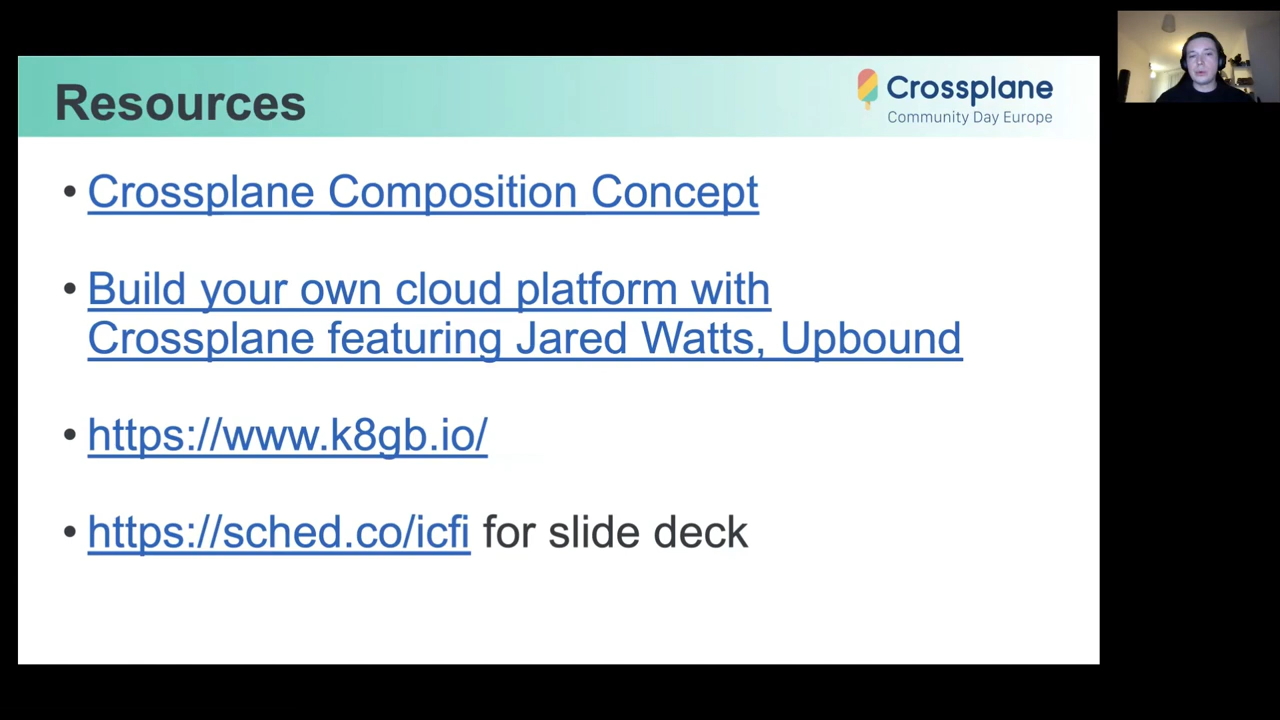 Resources
Crossplane
Community Day Europe
• Crossplane Composition Concept
• Build your own cloud platform with
Crossplane featuring Jared Watts, Upbound
• https://www.k8gb.io/
• https://sched.co/icfi for slide deck